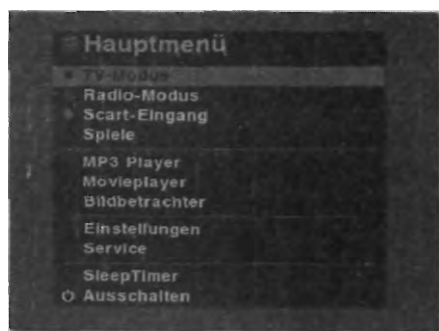 Hauptmenü
TV-Modus
Radio-Modus
Scart-Eingang
Spiele
MP3 Player
Movieplayer
Bildbetrachter
Einstellungen
Service
SleepTimer
Ausschalten